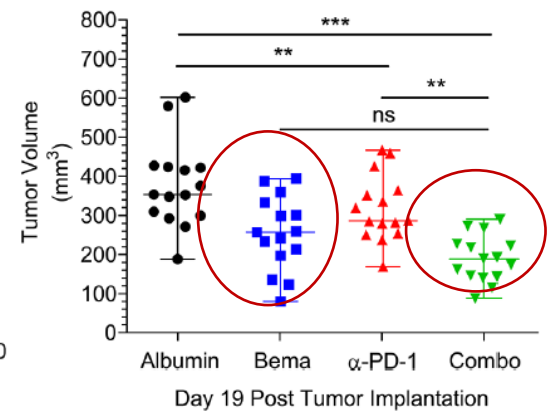 800
700
600
500
400
300
200
100
0
Tumor Volume
(mm³)
***
**
**
ns
Albumin Bema α-PD-1 Combo
Day 19 Post Tumor Implantation
0